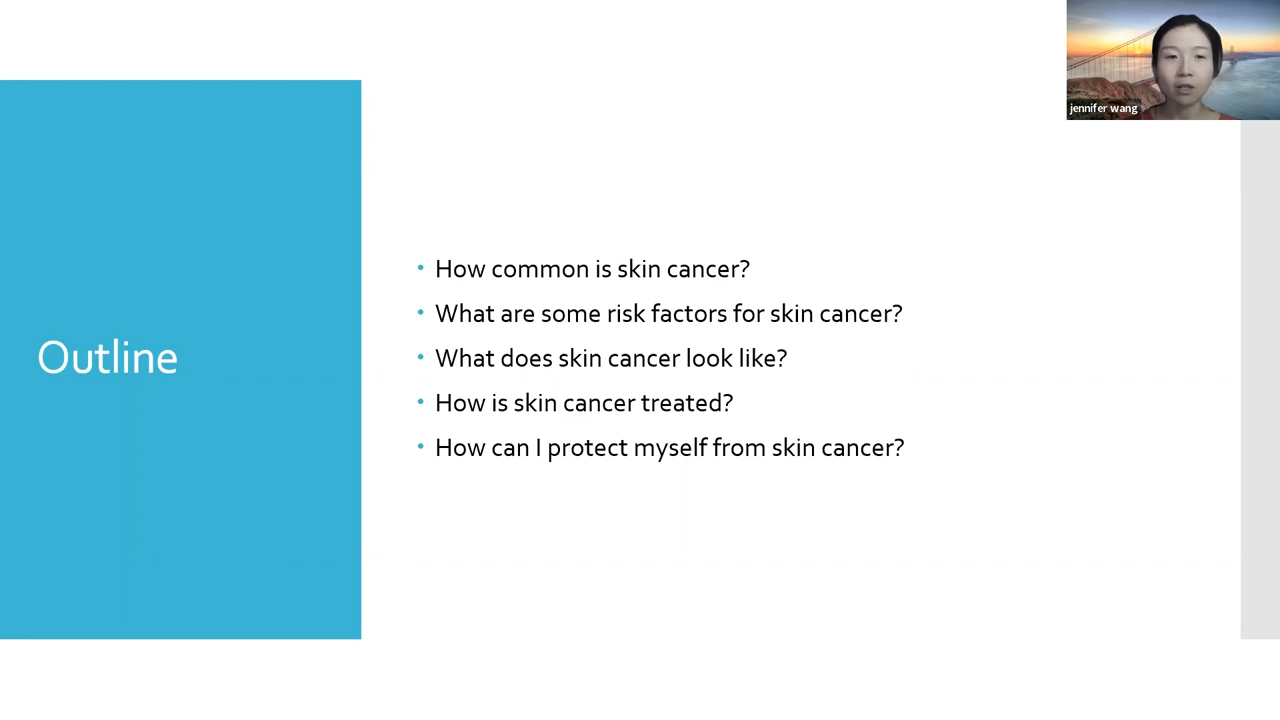 jennifer wang
Outline
How common is skin cancer?
What are some risk factors for skin cancer?
What does skin cancer look like?
How is skin cancer treated?
How can I protect myself from skin cancer?